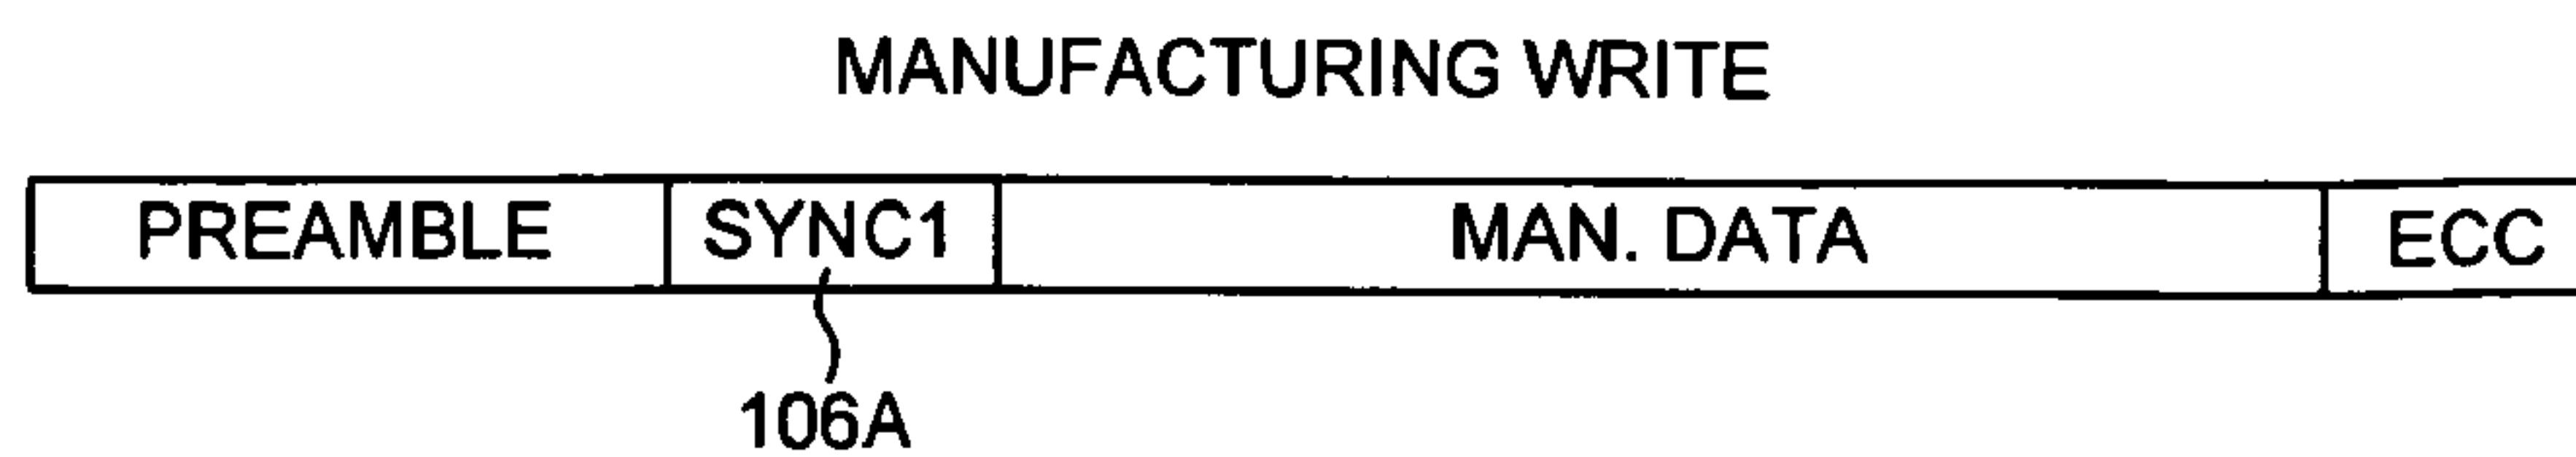 MANUFACTURING WRITE
PREAMBLE SYNC1 MAN. DATA ECC
106A